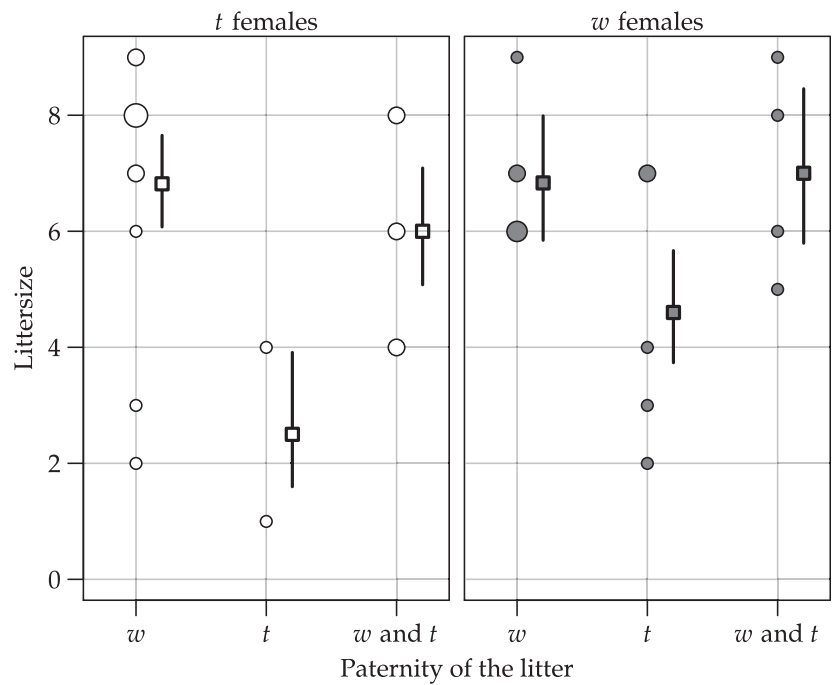 t females
w females
Littersize
8
6
4
2
0
w
t
w and t
w
t
w and t
Paternity of the litter